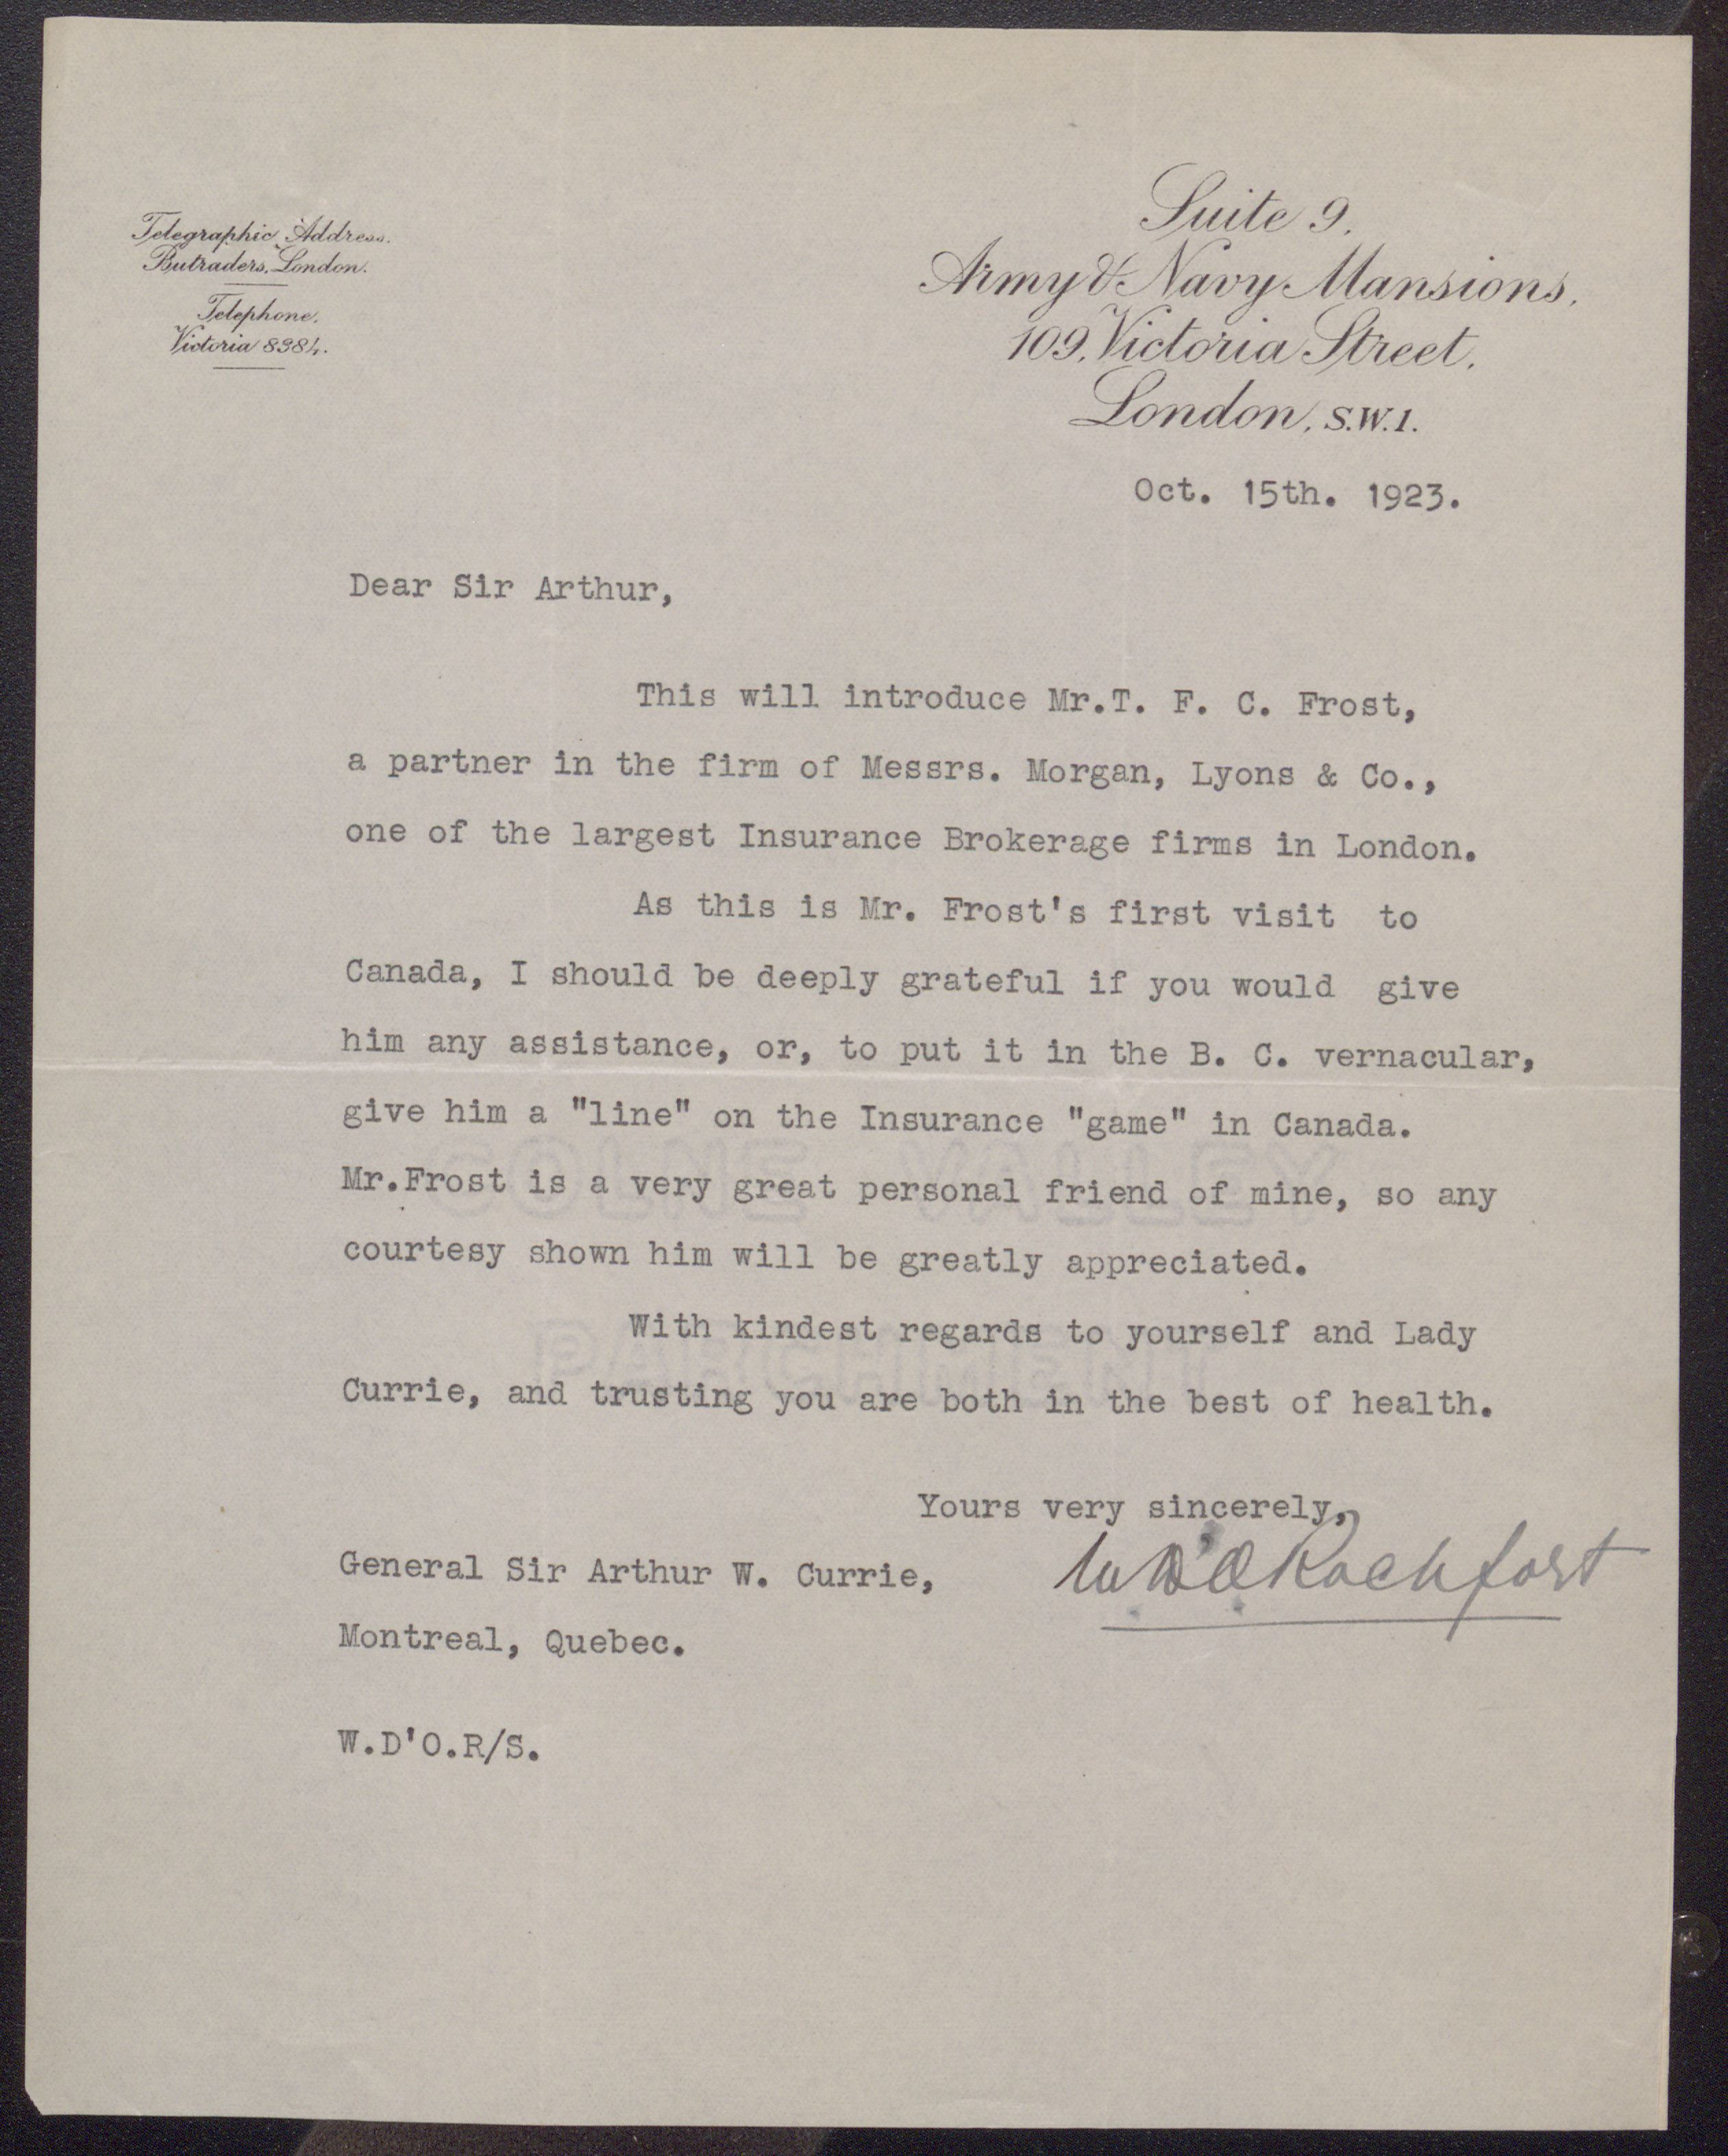 Telegraphic Address.
Butraders, London.
Telephone.
Victoria 8384.
Suite 9.
Army & Navy Mansions,
109, Victoria Street,
London, S.W.1.
Oct. 15th. 1923.
Dear Sir Arthur,
This will introduce Mr.T. F. C. Frost,
a partner in the firm of Messrs. Morgan, Lyons & Co.,
one of the largest Insurance Brokerage firms in London.
As this is Mr. Frost's first visit to
Canada, I should be deeply grateful if you would give
him any assistance, or, to put it in the B. C. vernacular,
give him a "line" on the Insurance "game" in Canada.
Mr.Frost is a very great personal friend of mine, so any
courtesy shown him will be greatly appreciated.
With kindest regards to yourself and Lady
Currie, and trusting you are both in the best of health.
Yours very sincerely,
W D'O Rochfort
General Sir Arthur W. Currie,
Montreal, Quebec.
W.D'O.R/S.